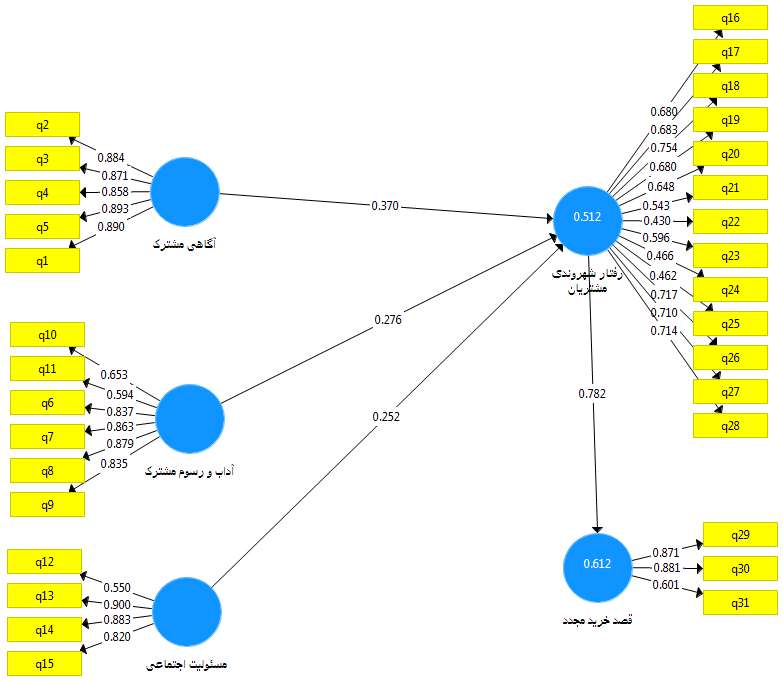 q2
q3
q4
q5
q1
0.884
0.871
0.858
0.893
0.890
آگاهی مشترک
0.370
q10
q11
q6
q7
q8
q9
0.653
0.594
0.837
0.863
0.879
0.835
آداب و رسوم مشترک
0.276
q12
q13
q14
q15
0.550
0.900
0.883
0.820
مسئولیت اجتماعی
0.252
0.512
رفتار شهروندی
مشتریان
0.680
0.683
0.754
0.680
0.648
0.543
0.430
0.596
0.466
0.462
0.717
0.710
0.714
q16
q17
q18
q19
q20
q21
q22
q23
q24
q25
q26
q27
q28
0.782
0.612
قصد خرید مجدد
0.871
0.881
0.601
q29
q30
q31